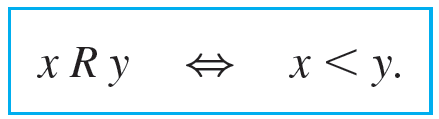 x R y ⇔ x < y.